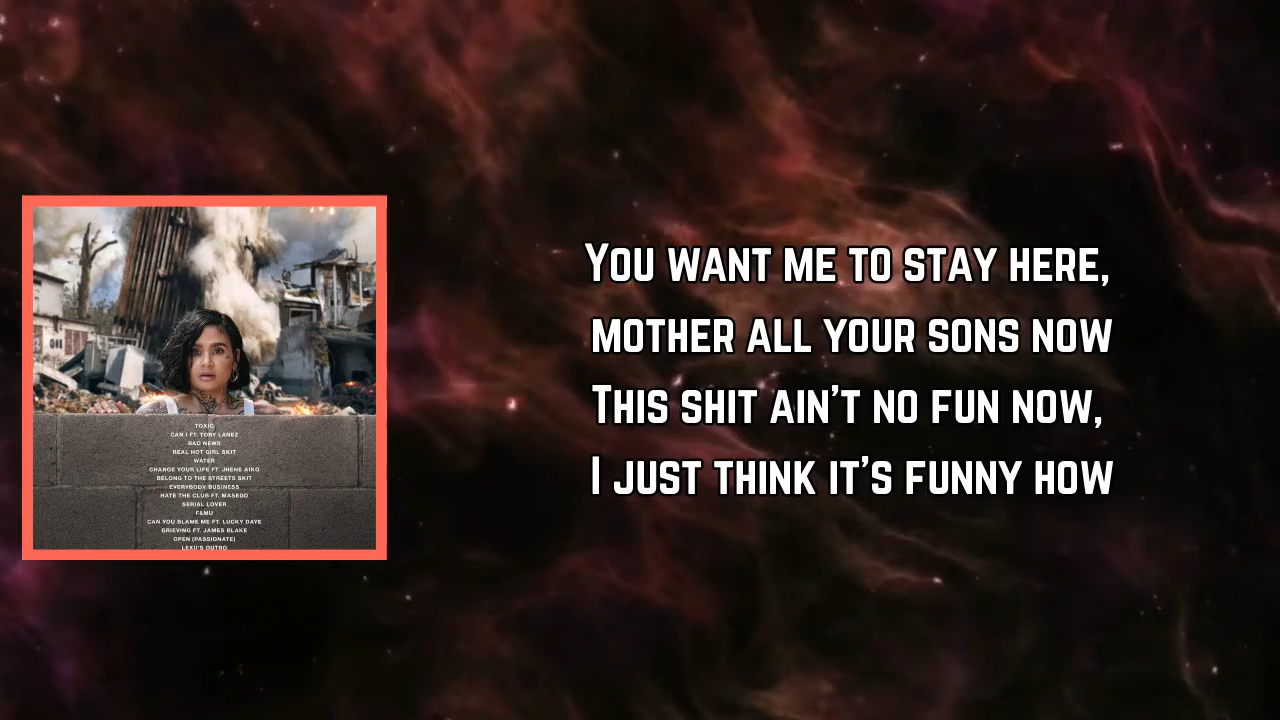 TOXIC
CAN I FT. TORY LANEZ
BAD NEWS
REAL HOT GIRL SKIT
WATER
CHANGE YOUR LIFE FT. JHENE AIKO
BELONG TO THE STREETS SKIT
EVERYBODY BUSINESS
HATE THE CLUB FT. MASEGO
SERIAL LOVER
F&MU
CAN YOU BLAME ME FT. LUCKY DAYE
GRIEVING FT. JAMES BLAKE
OPEN (PASSIONATE)
LEXII'S OUTRO
YOU WANT ME TO STAY HERE,
MOTHER ALL YOUR SONS NOW
THIS SHIT AIN'T NO FUN NOW,
I JUST THINK IT'S FUNNY HOW